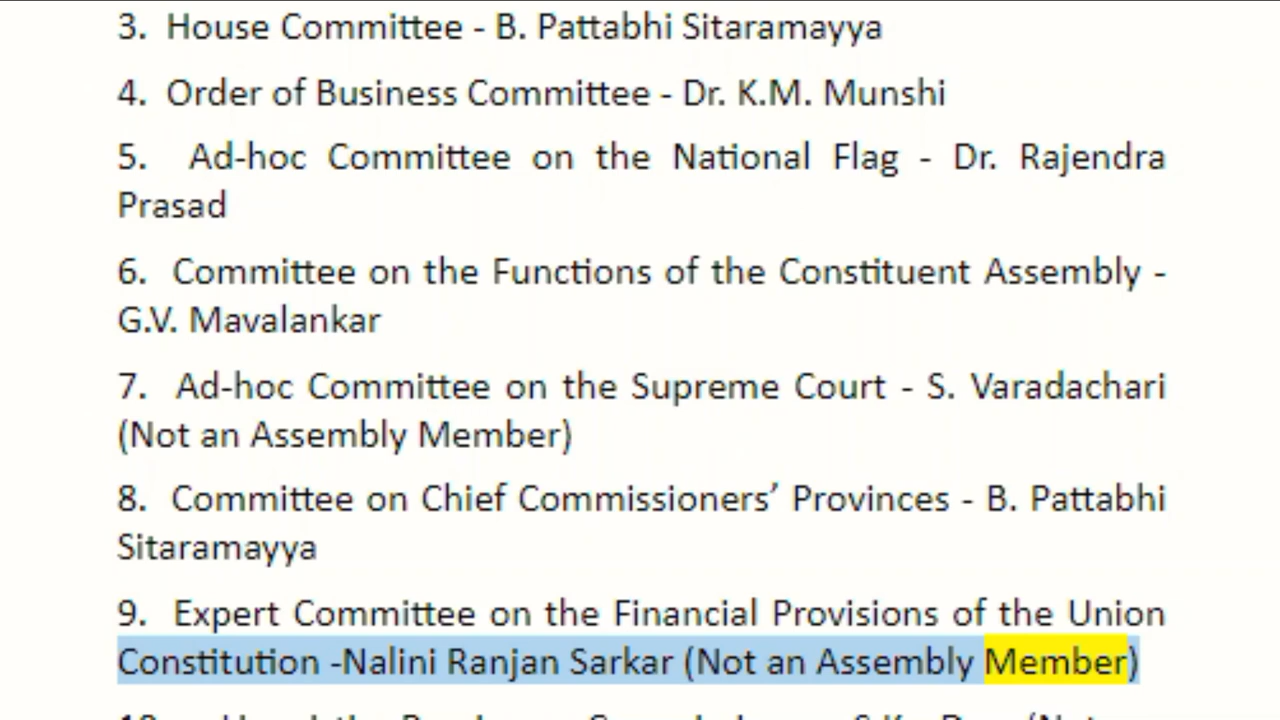 3. House Committee - B. Pattabhi Sitaramayya
4. Order of Business Committee - Dr. K.M. Munshi
5. Ad-hoc Committee on the National Flag - Dr. Rajendra
Prasad
6. Committee on the Functions of the Constituent Assembly -
G.V. Mavalankar
7. Ad-hoc Committee on the Supreme Court - S. Varadachari
(Not an Assembly Member)
8. Committee on Chief Commissioners’ Provinces - B. Pattabhi
Sitaramayya
9. Expert Committee on the Financial Provisions of the Union
Constitution -Nalini Ranjan Sarkar (Not an Assembly Member)